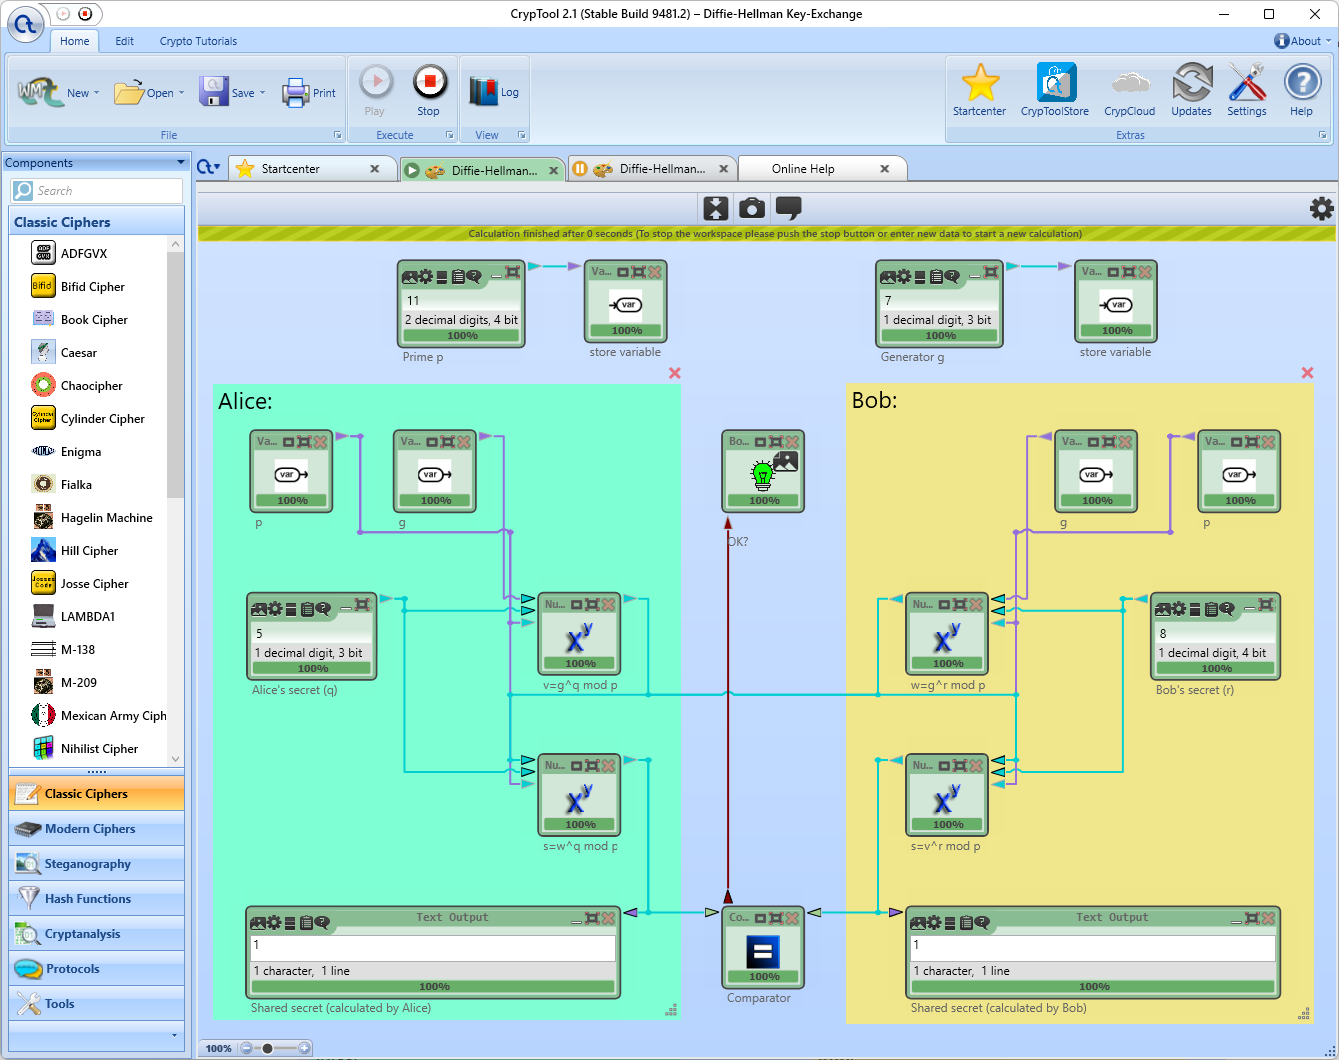 CrypTool 2.1 (Stable Build 9481.2) – Diffie-Hellman Key-Exchange
Home Edit Crypto Tutorials About
New Open Save Print Play Stop Log
Startcenter CrypToolStore CrypCloud Updates Settings Help
File Execute View Extras
Components
Startcenter Diffie-Hellman... Diffie-Hellman... Online Help
Search
Classic Ciphers
ADFGVX
Bifid Cipher
Book Cipher
Caesar
Chaocipher
Cylinder Cipher
Enigma
Fialka
Hagelin Machine
Hill Cipher
Josse Cipher
LAMBDA1
M-138
M-209
Mexican Army Ciph
Nihilist Cipher
Classic Ciphers
Modern Ciphers
Steganography
Hash Functions
Cryptanalysis
Protocols
Tools
Calculation finished after 0 seconds (To stop the workspace please push the stop button or enter new data to start a new calculation)
11
2 decimal digits, 4 bit
100%
Prime p
Va...
var
100%
store variable
7
1 decimal digit, 3 bit
100%
Generator g
Va...
var
100%
store variable
Alice:
Va...
var
100%
p
Va...
var
100%
g
5
1 decimal digit, 3 bit
100%
Alice's secret (q)
Nu...
x^y
100%
v=g^q mod p
Nu...
x^y
100%
s=w^q mod p
Text Output
1
1 character, 1 line
100%
Shared secret (calculated by Alice)
Bo...
100%
OK?
Co...
=
100%
Comparator
Bob:
Va...
var
100%
g
Va...
var
100%
p
Nu...
x^y
100%
w=g^r mod p
8
1 decimal digit, 4 bit
100%
Bob's secret (r)
Nu...
x^y
100%
s=v^r mod p
Text Output
1
1 character, 1 line
100%
Shared secret (calculated by Bob)
100%